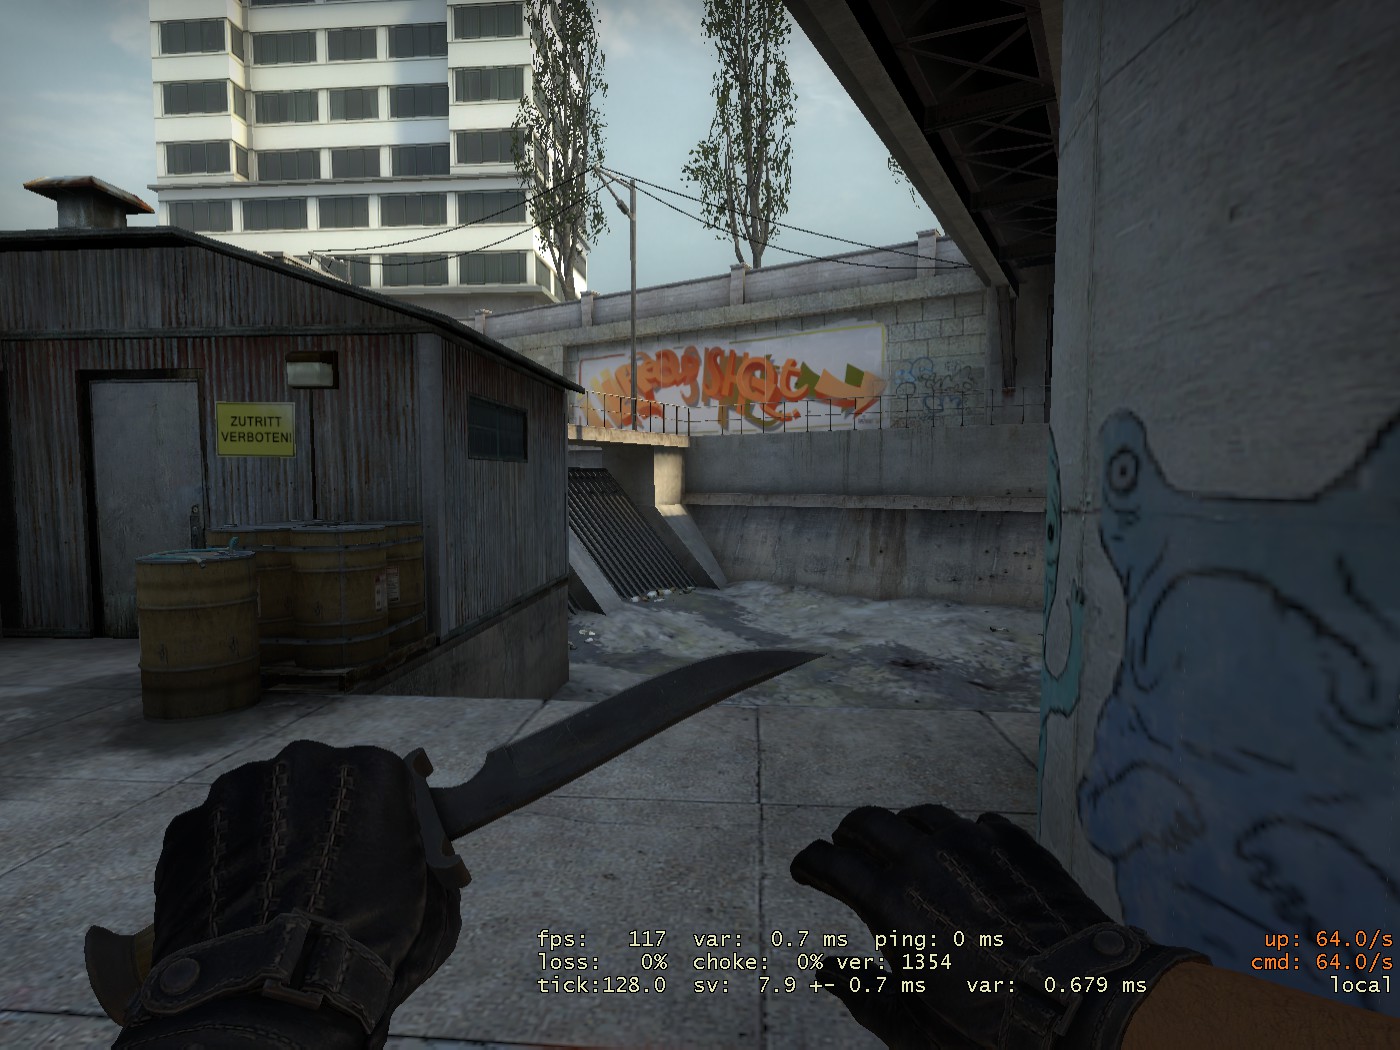 ZUTRITT
VERBOTEN!
fps: 117 var: 0.7 ms ping: 0 ms
loss: 0% choke: 0% ver: 1354
tick:128.0 sv: 7.9 +- 0.7 ms var: 0.679 ms
up: 64.0/s
cmd: 64.0/s
local